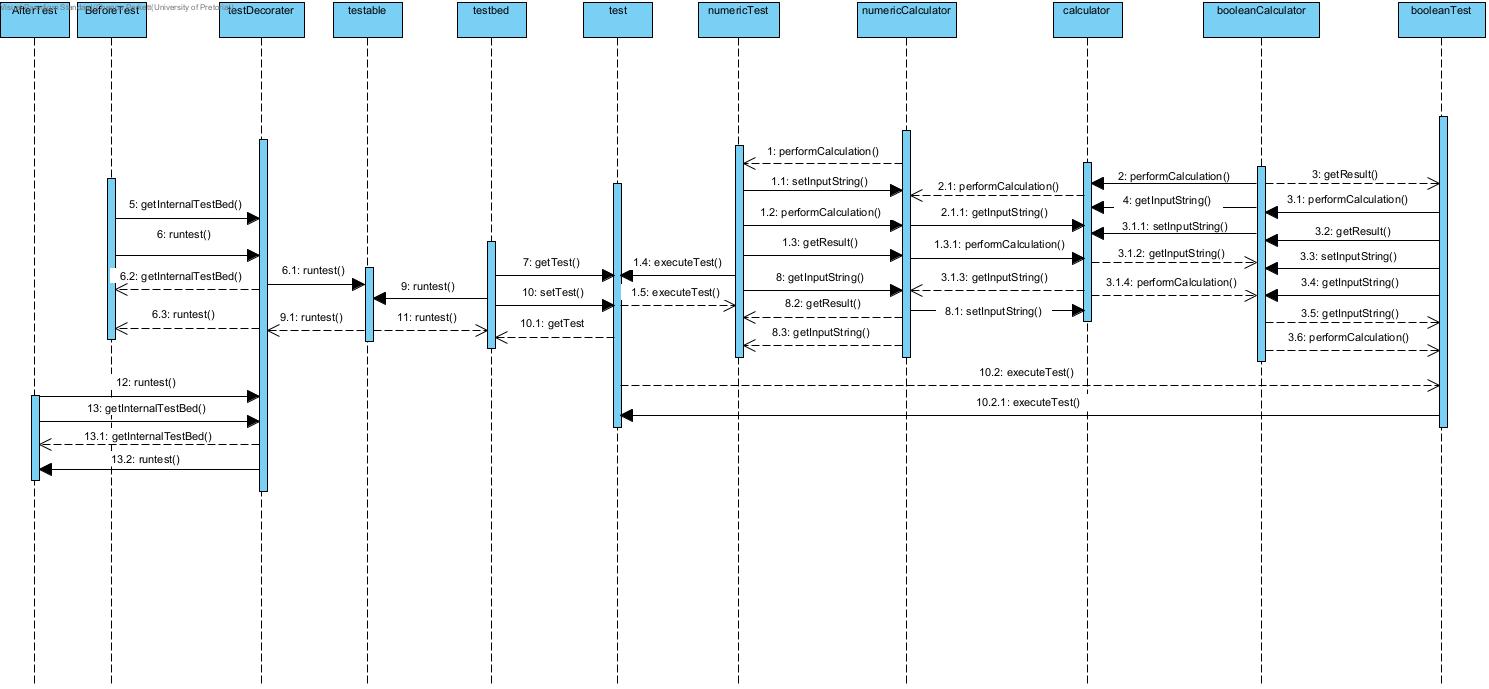 AfterTest
BeforeTest
testDecorater
testable
testbed
test
numericTest
numericCalculator
calculator
booleanCalculator
booleanTest
1: performCalculation()
1.1: setInputString()
2.1: performCalculation()
2: performCalculation()
3: getResult()
5: getInternalTestBed()
1.2: performCalculation()
2.1.1: getInputString()
4: getInputString()
3.1: performCalculation()
6: runtest()
1.3: getResult()
1.3.1: performCalculation()
3.1.1: setInputString()
3.2: getResult()
6.2: getInternalTestBed()
6.1: runtest()
7: getTest()
1.4: executeTest()
8: getInputString()
3.1.3: getInputString()
3.1.2: getInputString()
3.3: setInputString()
9: runtest()
10: setTest()
1.5: executeTest()
8.2: getResult()
8.1: setInputString()
3.1.4: performCalculation()
3.4: getInputString()
6.3: runtest()
9.1: runtest()
11: runtest()
10.1: getTest
8.3: getInputString()
3.5: getInputString()
3.6: performCalculation()
12: runtest()
10.2: executeTest()
13: getInternalTestBed()
10.2.1: executeTest()
13.1: getInternalTestBed()
13.2: runtest()